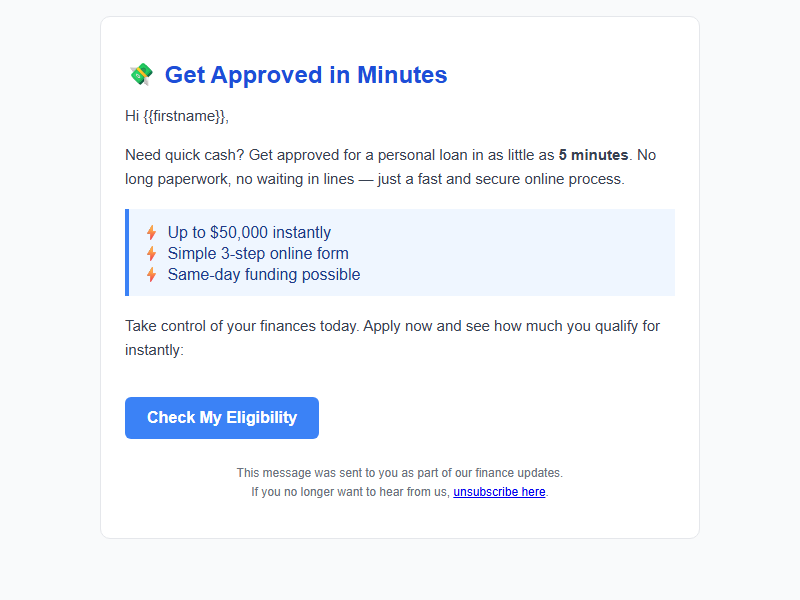 💸 Get Approved in Minutes
Hi {{firstname}},
Need quick cash? Get approved for a personal loan in as little as 5 minutes. No
long paperwork, no waiting in lines — just a fast and secure online process.
⚡ Up to $50,000 instantly
⚡ Simple 3-step online form
⚡ Same-day funding possible
Take control of your finances today. Apply now and see how much you qualify for
instantly:
Check My Eligibility
This message was sent to you as part of our finance updates.
If you no longer want to hear from us, unsubscribe here.